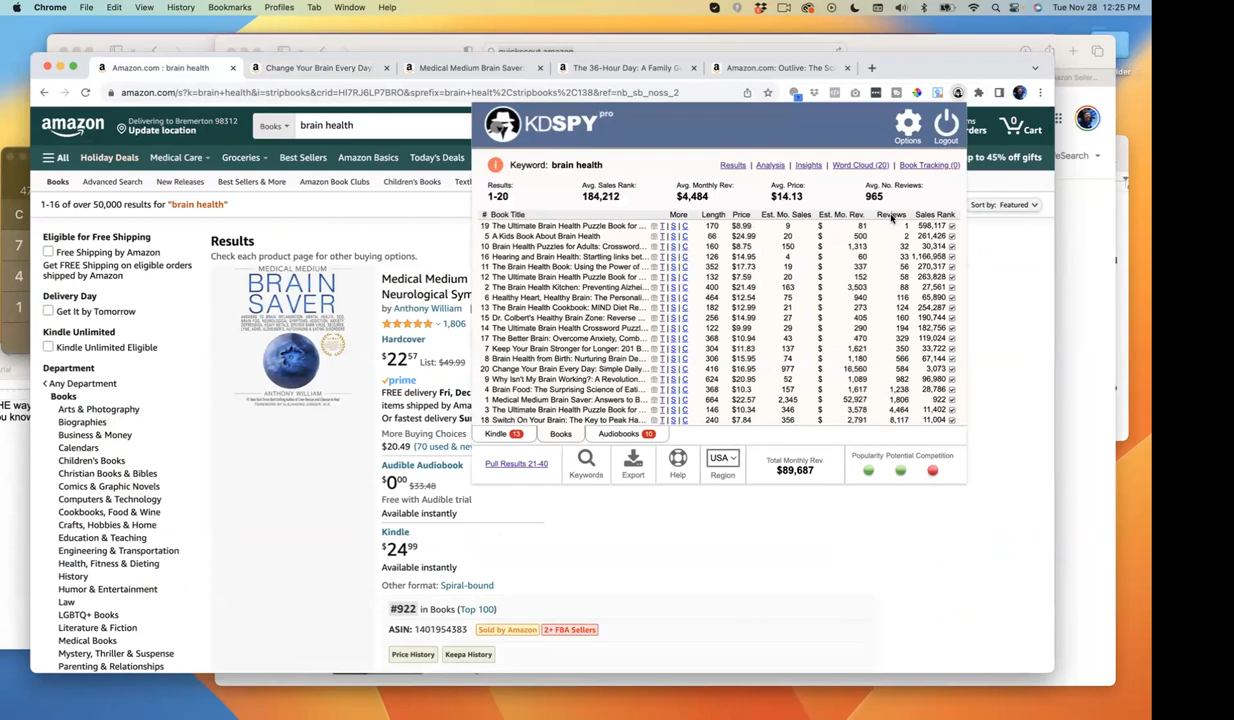 Chrome File Edit View History Bookmarks Profiles Tab Window Help Tue Nov 28 12:25 PM
Amazon.com : brain health Change Your Brain Every Day: Medical Medium Brain Saver: The 36-Hour Day: A Family G Amazon.com: Outlive: The Sc
amazon.com/s?k=brain+health&i=stripbooks&crid=HI7RJ6LP7BRO&sprefix=brain+healt%2Cstripbooks%2C138&ref=nb_sb_noss_2
amazon Deliver to Bremerton 98312
Update location
Books brain health
All Holiday Deals Medical Care Groceries Best Sellers Amazon Basics Today's Deals
up to 45% off
Books Advanced Search New Releases Best Sellers & More Amazon Book Clubs Children's Books
1-16 of over 50,000 results for "brain health"
Sort by: Featured
KDSPY pro
Options Logout
Keyword: brain health Results | Analysis | Insights | Word Cloud (20) | Book Tracking (0)
Results: Avg. Sales Rank: Avg. Monthly Rev: Avg. Price: Avg. No. Reviews:
1-20 184,212 $4,484 $14.13 965
# Book Title More Length Price Est. Mo. Sales Est. Mo. Rev. Reviews Sales Rank
19 The Ultimate Brain Health Puzzle Book for ... T | S | C 170 $8.99 9 $ 81 1 598,117
5 A Kids Book About Brain Health T | S | C 66 $24.99 20 $ 500 2 261,426
10 Brain Health Puzzles for Adults: Crossword... T | S | C 160 $8.75 150 $ 1,313 32 30,314
16 Hearing and Brain Health: Starting links bet... T | S | C 126 $14.95 4 $ 60 33 1,166,958
11 The Brain Health Book: Using the Power of... T | S | C 352 $17.73 19 $ 337 56 270,317
12 The Ultimate Brain Health Puzzle Book for ... T | S | C 132 $7.59 20 $ 152 58 263,828
2 The Brain Health Kitchen: Preventing Alzhei... T | S | C 400 $21.49 163 $ 3,503 88 27,561
6 Healthy Heart, Healthy Brain: The Personali... T | S | C 464 $12.54 75 $ 940 116 65,890
13 The Brain Health Cookbook: MIND Diet Re... T | S | C 182 $12.99 21 $ 273 124 254,287
15 Dr. Colbert's Healthy Brain Zone: Reverse ... T | S | C 256 $14.99 27 $ 405 160 190,744
14 The Ultimate Brain Health Crossword Puzzl... T | S | C 122 $9.99 29 $ 290 194 182,756
17 The Better Brain: Overcome Anxiety, Comb... T | S | C 368 $10.94 43 $ 470 329 119,024
7 Keep Your Brain Stronger for Longer: 201 B... T | S | C 304 $11.83 137 $ 1,621 350 33,722
8 Brain Health from Birth: Nurturing Brain De... T | S | C 306 $15.95 74 $ 1,180 566 67,144
20 Change Your Brain Every Day: Simple Daily... T | S | C 416 $16.95 977 $ 16,560 584 3,073
9 Why Isn't My Brain Working?: A Revolution... T | S | C 624 $20.95 52 $ 1,089 982 96,980
4 Brain Food: The Surprising Science of Eati... T | S | C 368 $10.3 157 $ 1,617 1,238 28,786
1 Medical Medium Brain Saver: Answers to B... T | S | C 664 $22.57 2,345 $ 52,927 1,806 922
3 The Ultimate Brain Health Puzzle Book for ... T | S | C 146 $10.34 346 $ 3,578 4,464 11,402
18 Switch On Your Brain: The Key to Peak Ha... T | S | C 240 $7.84 356 $ 2,791 8,117 11,004
Kindle 13 Books Audiobooks 10
Pull Results 21-40 Keywords Export Help USA Region
Total Monthly Rev:
$89,687
Popularity Potential Competition
Eligible for Free Shipping
Free Shipping by Amazon
Delivery Day
Get It by Tomorrow
Kindle Unlimited
Kindle Unlimited Eligible
Department
‹ Any Department
Books
Arts & Photography
Biographies
Business & Money
Calendars
Children's Books
Christian Books & Bibles
Comics & Graphic Novels
Computers & Technology
Cookbooks, Food & Wine
Crafts, Hobbies & Home
Education & Teaching
Engineering & Transportation
Health, Fitness & Dieting
History
Humor & Entertainment
Law
LGBTQ+ Books
Literature & Fiction
Medical Books
Mystery, Thriller & Suspense
Parenting & Relationships
Results
Check each product page for other buying options.
MEDICAL MEDIUM
BRAIN
SAVER
ANTHONY WILLIAM
Medical Medium
Neurological Sym
by Anthony William
1,806
Hardcover
$22.57 List: $49.99
prime
FREE delivery Fri, Dec
items shipped by Amazon
Or fastest delivery
More Buying Choices
$20.49 (70 used & new
Audible Audiobook
$0.00 $33.48
Free with Audible trial
Available instantly
Kindle
$24.99
Available instantly
Other format: Spiral-bound
#922 in Books (Top 100)
ASIN: 1401954383 Sold by Amazon 2+ FBA Sellers
Price History Keepa History